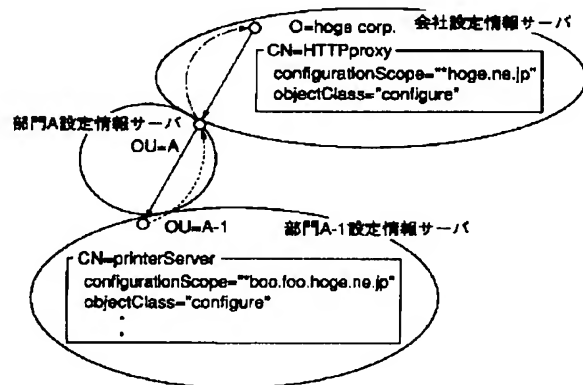 O=hoge corp.
会社設定情報サーバ
CN=HTTPproxy
configurationScope="*hoge.ne.jp"
objectClass="configure"
部門A設定情報サーバ
OU=A
OU=A-1
部門A-1設定情報サーバ
CN=printerServer
configurationScope="*boo.foo.hoge.ne.jp"
objectClass="configure"
: